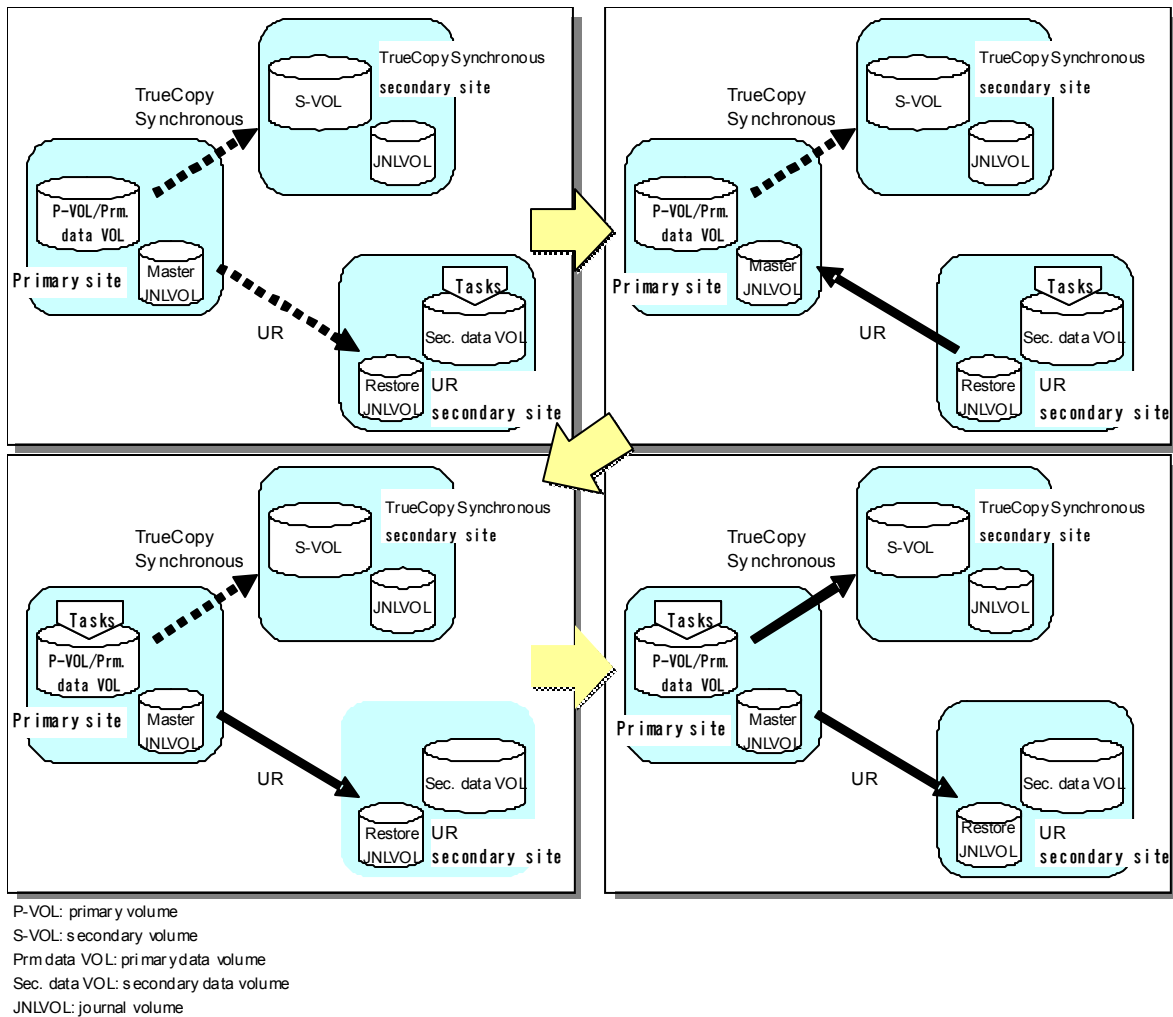 TrueCopy Synchronous
secondary site
S-VOL
JNLVOL
TrueCopy
Synchronous
P-VOL/Prm.
data VOL
Master
JNLVOL
Primary site
UR
Tasks
Sec. data VOL
Restore
JNLVOL
UR
secondary site
TrueCopy Synchronous
secondary site
S-VOL
JNLVOL
TrueCopy
Synchronous
P-VOL/Prm.
data VOL
Master
JNLVOL
Primary site
UR
Tasks
Sec. data VOL
Restore
JNLVOL
UR
secondary site
TrueCopy Synchronous
secondary site
S-VOL
JNLVOL
TrueCopy
Synchronous
Tasks
P-VOL/Prm.
data VOL
Master
JNLVOL
Primary site
UR
Sec. data VOL
Restore
JNLVOL
UR
secondary site
TrueCopy Synchronous
secondary site
S-VOL
JNLVOL
TrueCopy
Synchronous
Tasks
P-VOL/Prm.
data VOL
Master
JNLVOL
Primary site
UR
Sec. data VOL
Restore
JNLVOL
UR
secondary site
P-VOL: primary volume
S-VOL: secondary volume
Prm data VOL: primary data volume
Sec. data VOL: secondary data volume
JNLVOL: journal volume